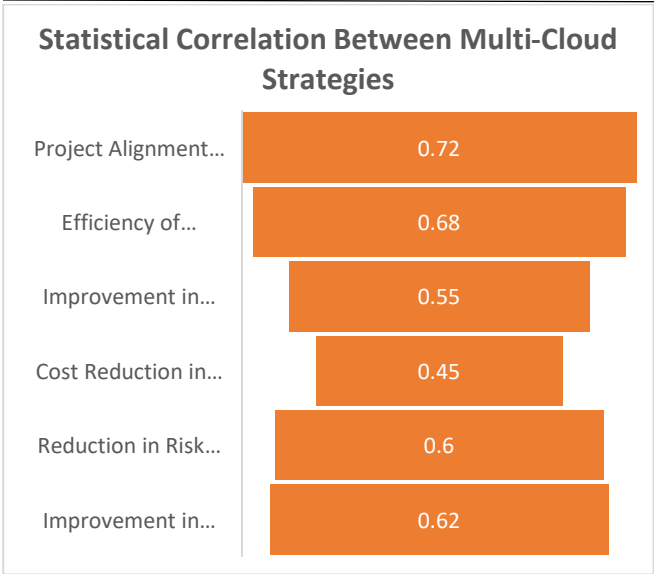 Statistical Correlation Between Multi-Cloud
Strategies
Project Alignment... 0.72
Efficiency of... 0.68
Improvement in... 0.55
Cost Reduction in... 0.45
Reduction in Risk... 0.6
Improvement in... 0.62